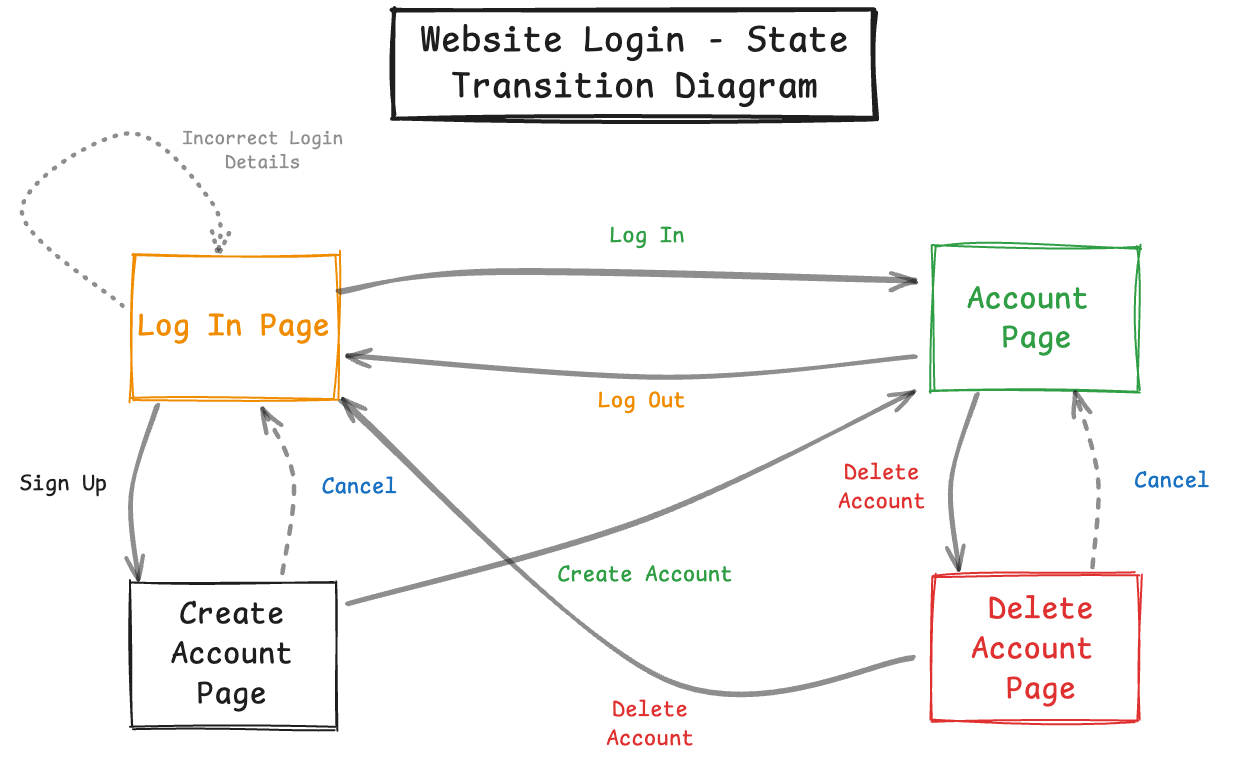 Website Login - State
Transition Diagram
Incorrect Login
Details
Log In
Log In Page
Account
Page
Log Out
Sign Up
Cancel
Delete
Account
Cancel
Create Account
Create
Account
Page
Delete
Account
Page
Delete
Account